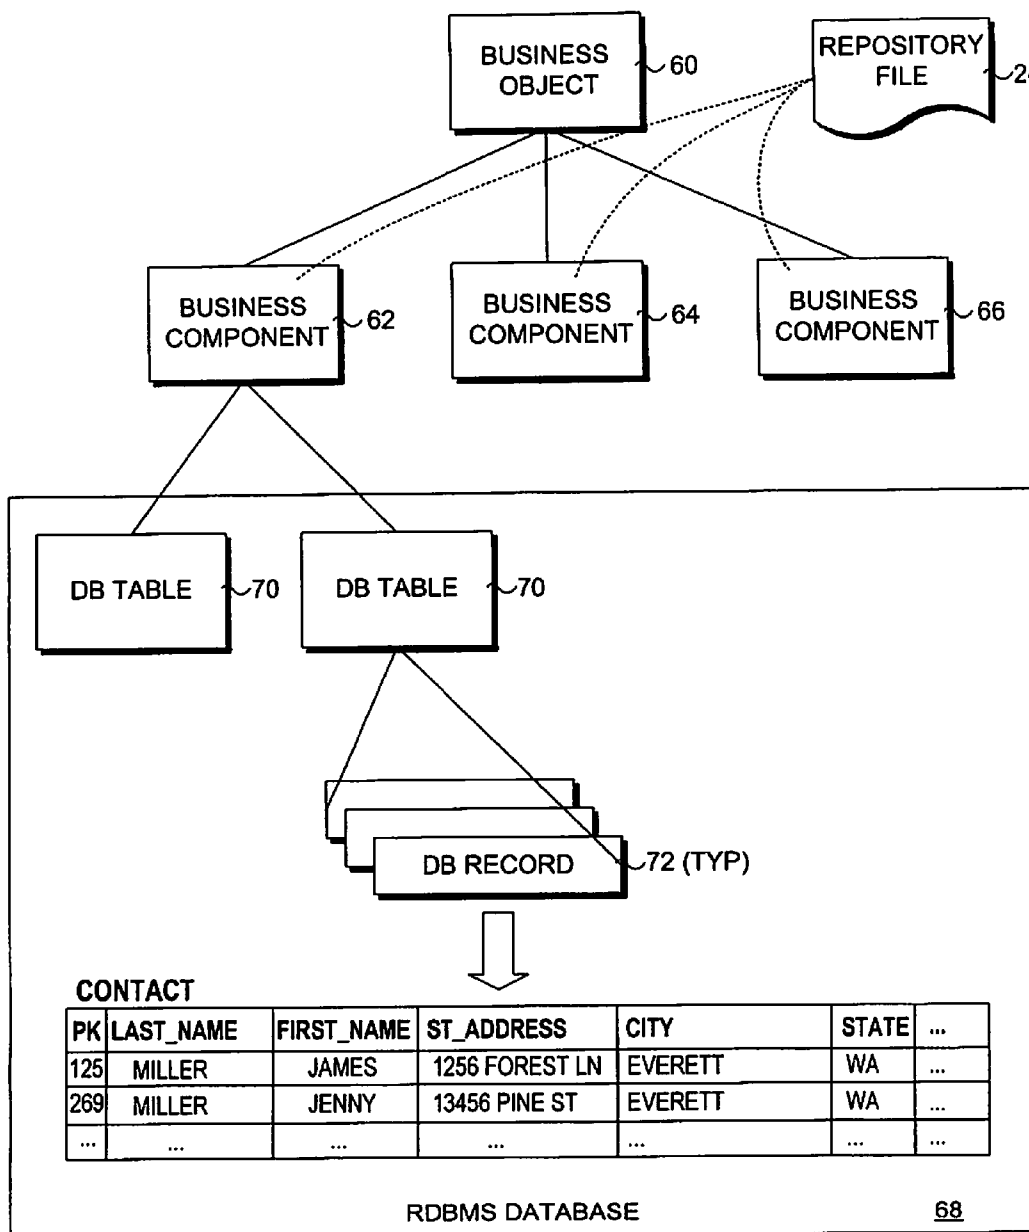 BUSINESS
OBJECT
60
REPOSITORY
FILE
BUSINESS
COMPONENT
62
BUSINESS
COMPONENT
64
BUSINESS
COMPONENT
66
DB TABLE
70
DB TABLE
70
DB RECORD
72 (TYP)
CONTACT
PK LAST_NAME FIRST_NAME ST_ADDRESS CITY STATE ...
125 MILLER JAMES 1256 FOREST LN EVERETT WA ...
269 MILLER JENNY 13456 PINE ST EVERETT WA ...
... ... ... ... ... ... ...
RDBMS DATABASE
68